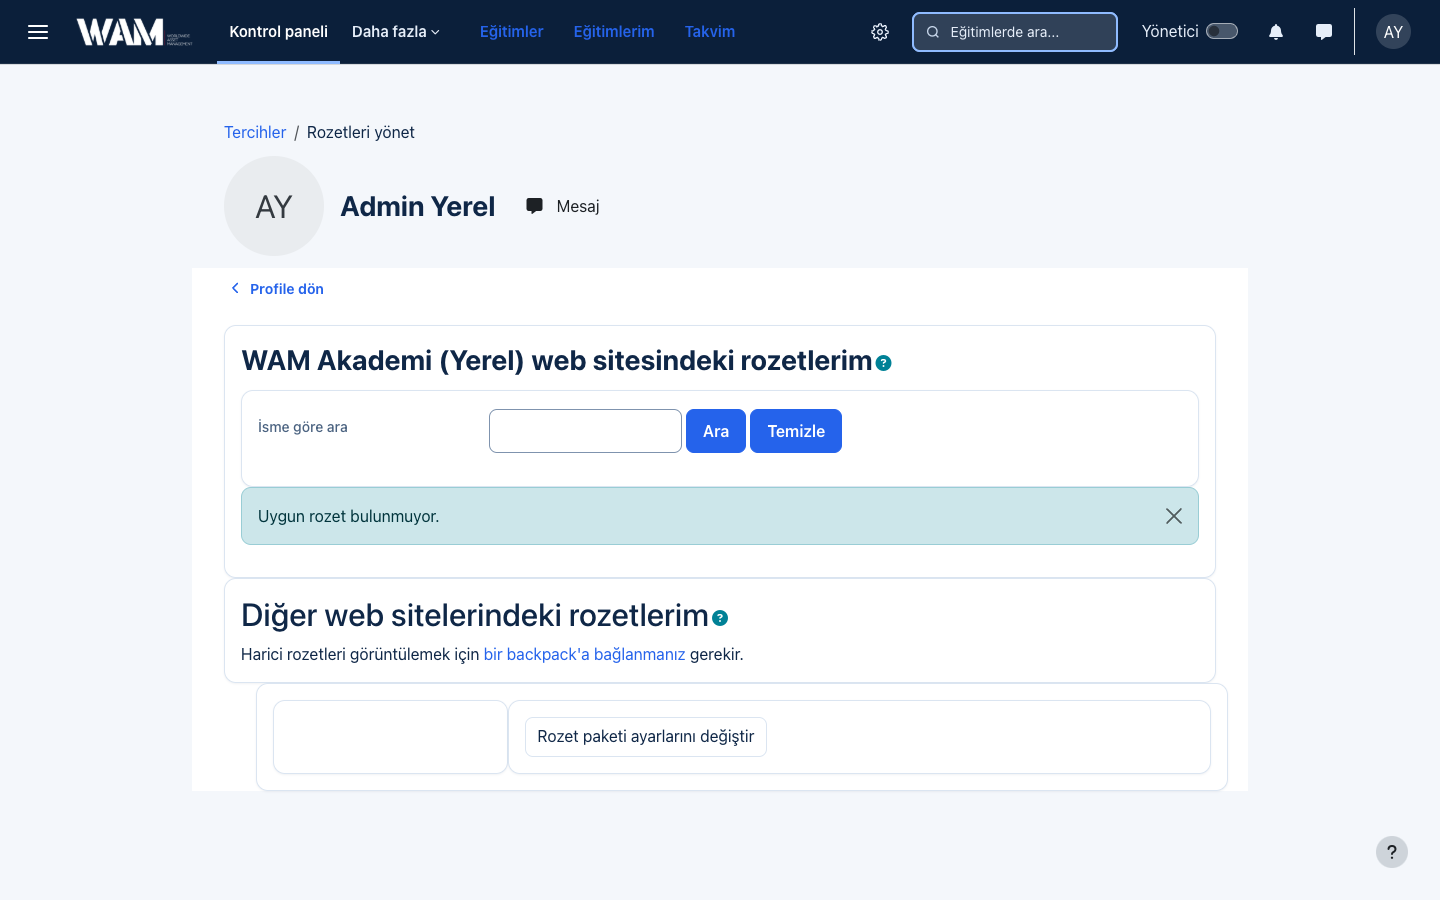 WAM
Kontrol paneli
Daha fazla
Eğitimler
Eğitimlerim
Takvim
Eğitimlerde ara...
Yönetici
AY
Tercihler / Rozetleri yönet
AY
Admin Yerel
Mesaj
Profile dön
WAM Akademi (Yerel) web sitesindeki rozetlerim
?
İsme göre ara
Ara
Temizle
Uygun rozet bulunmuyor.
Diğer web sitelerindeki rozetlerim
?
Harici rozetleri görüntülemek için bir backpack'a bağlanmanız gerekir.
Rozet paketi ayarlarını değiştir
?